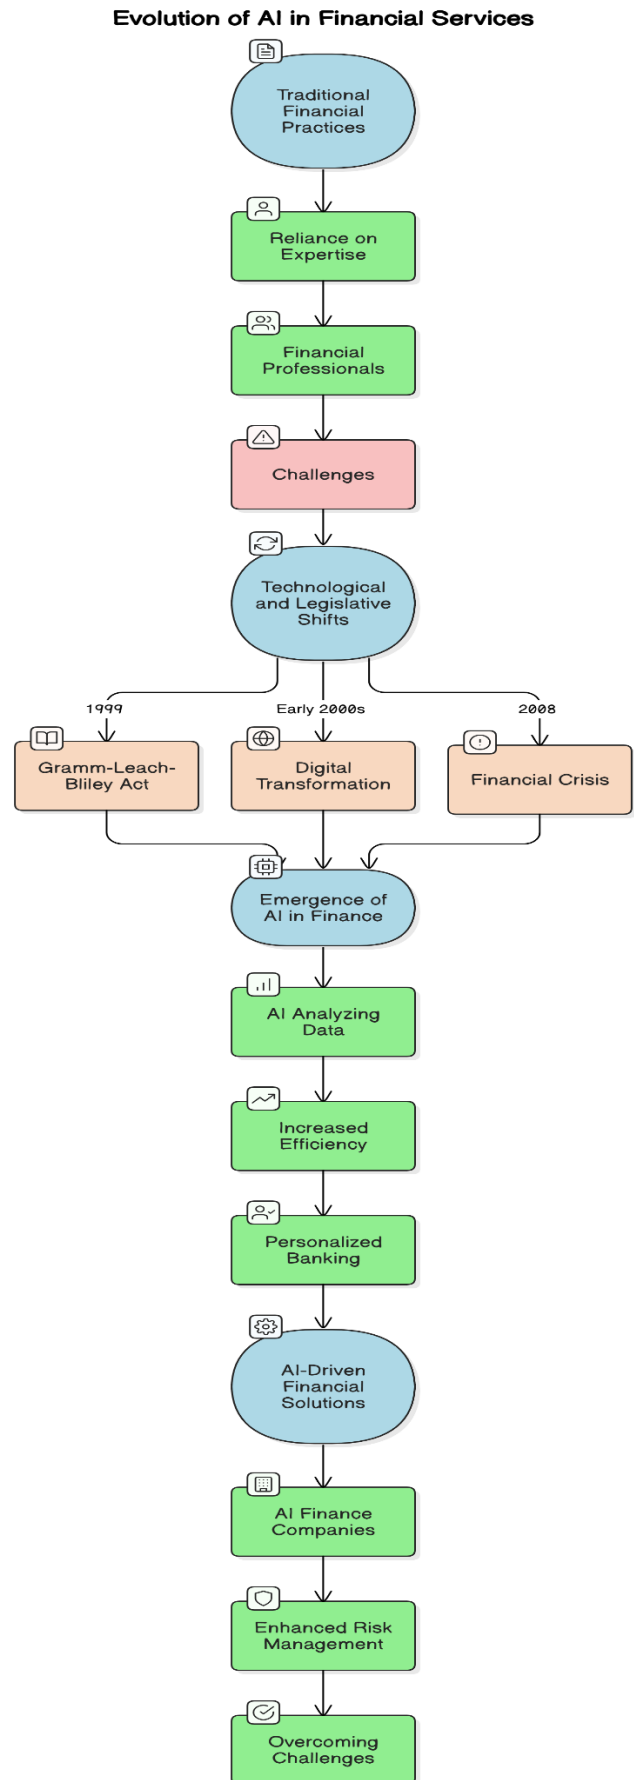 Evolution of AI in Financial Services
Traditional
Financial
Practices
Reliance on
Expertise
Financial
Professionals
Challenges
Technological
and Legislative
Shifts
1999
Early 2000s
2008
Gramm-Leach-
Bliley Act
Digital
Transformation
Financial Crisis
Emergence of
AI in Finance
AI Analyzing
Data
Increased
Efficiency
Personalized
Banking
AI-Driven
Financial
Solutions
AI Finance
Companies
Enhanced Risk
Management
Overcoming
Challenges